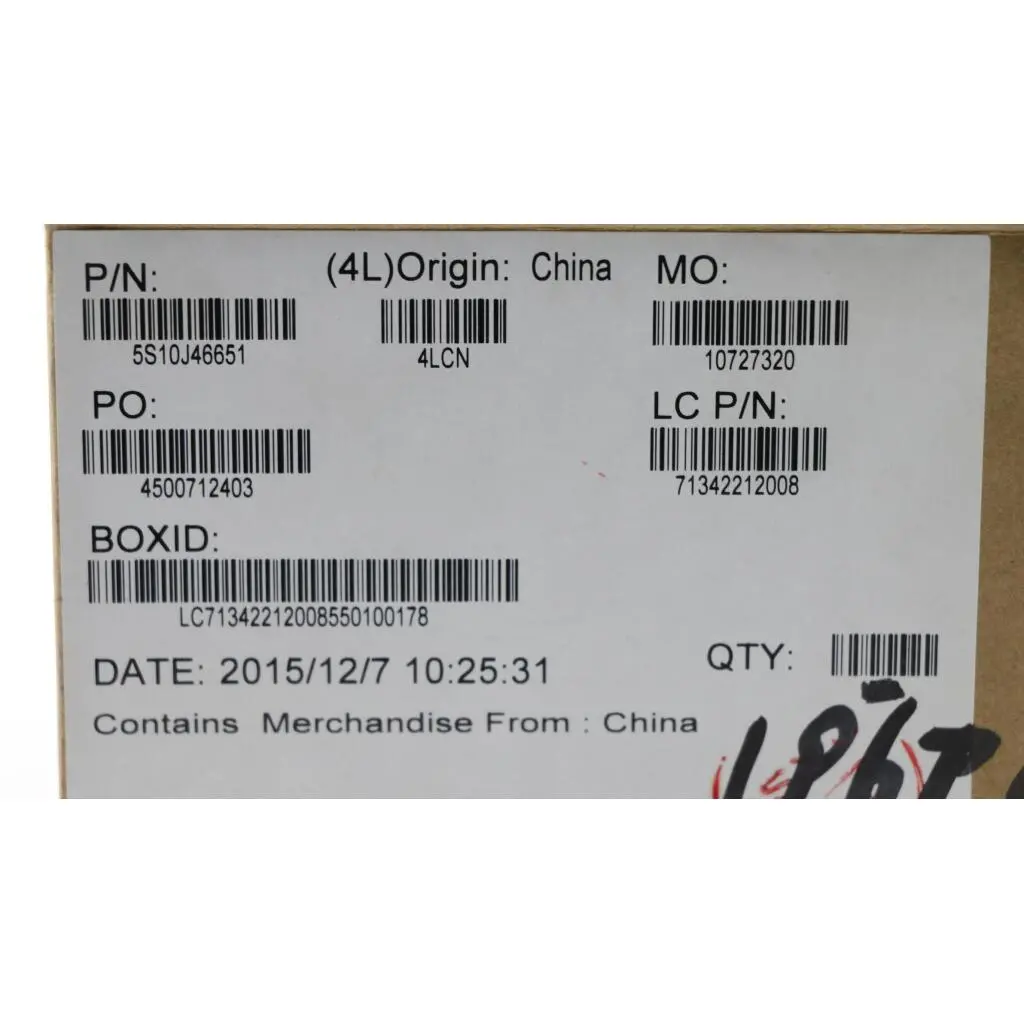 P/N: (4L)Origin: China MO:
5S10J46651 4LCN 10727320
PO: LC P/N:
4500712403 71342212008
BOXID:
LC71342212008550100178
DATE: 2015/12/7 10:25:31 QTY:
Contains Merchandise From : China